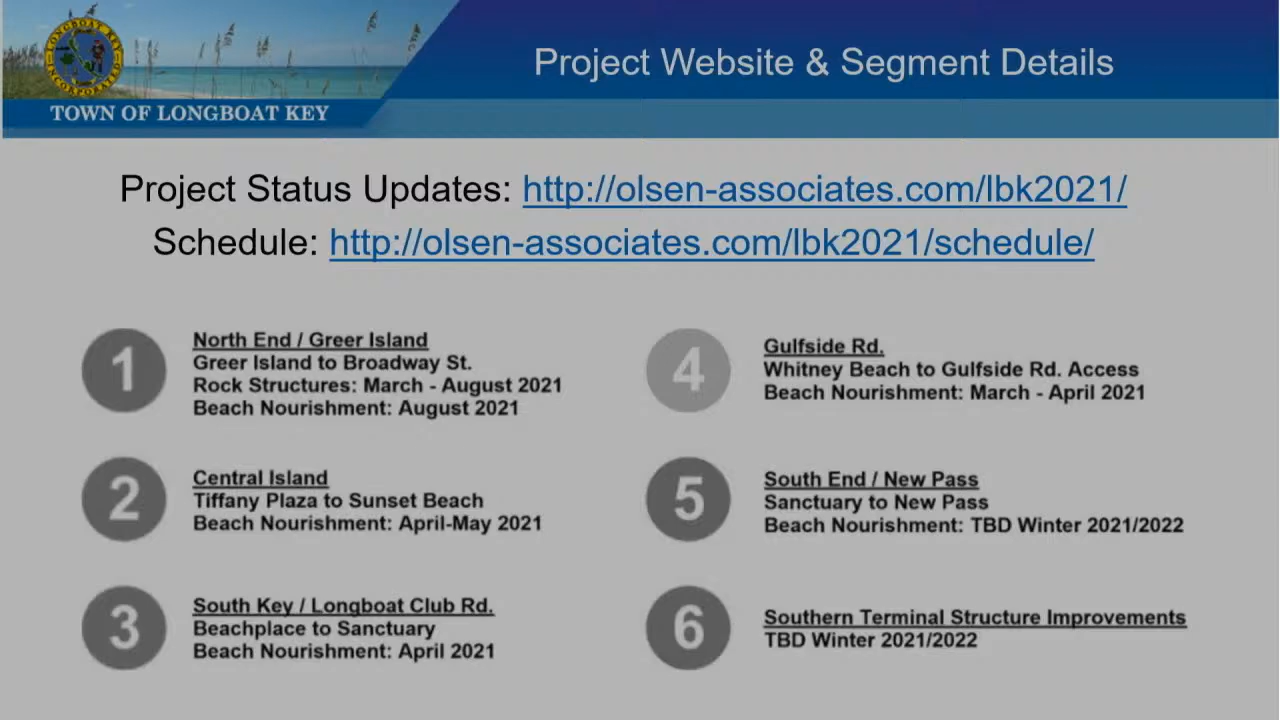 LONGBOAT KEY
INCORPORATED
TOWN OF LONGBOAT KEY
Project Website & Segment Details
Project Status Updates: http://olsen-associates.com/lbk2021/
Schedule: http://olsen-associates.com/lbk2021/schedule/
1
North End / Greer Island
Greer Island to Broadway St.
Rock Structures: March - August 2021
Beach Nourishment: August 2021
2
Central Island
Tiffany Plaza to Sunset Beach
Beach Nourishment: April-May 2021
3
South Key / Longboat Club Rd.
Beachplace to Sanctuary
Beach Nourishment: April 2021
4
Gulfside Rd.
Whitney Beach to Gulfside Rd. Access
Beach Nourishment: March - April 2021
5
South End / New Pass
Sanctuary to New Pass
Beach Nourishment: TBD Winter 2021/2022
6
Southern Terminal Structure Improvements
TBD Winter 2021/2022